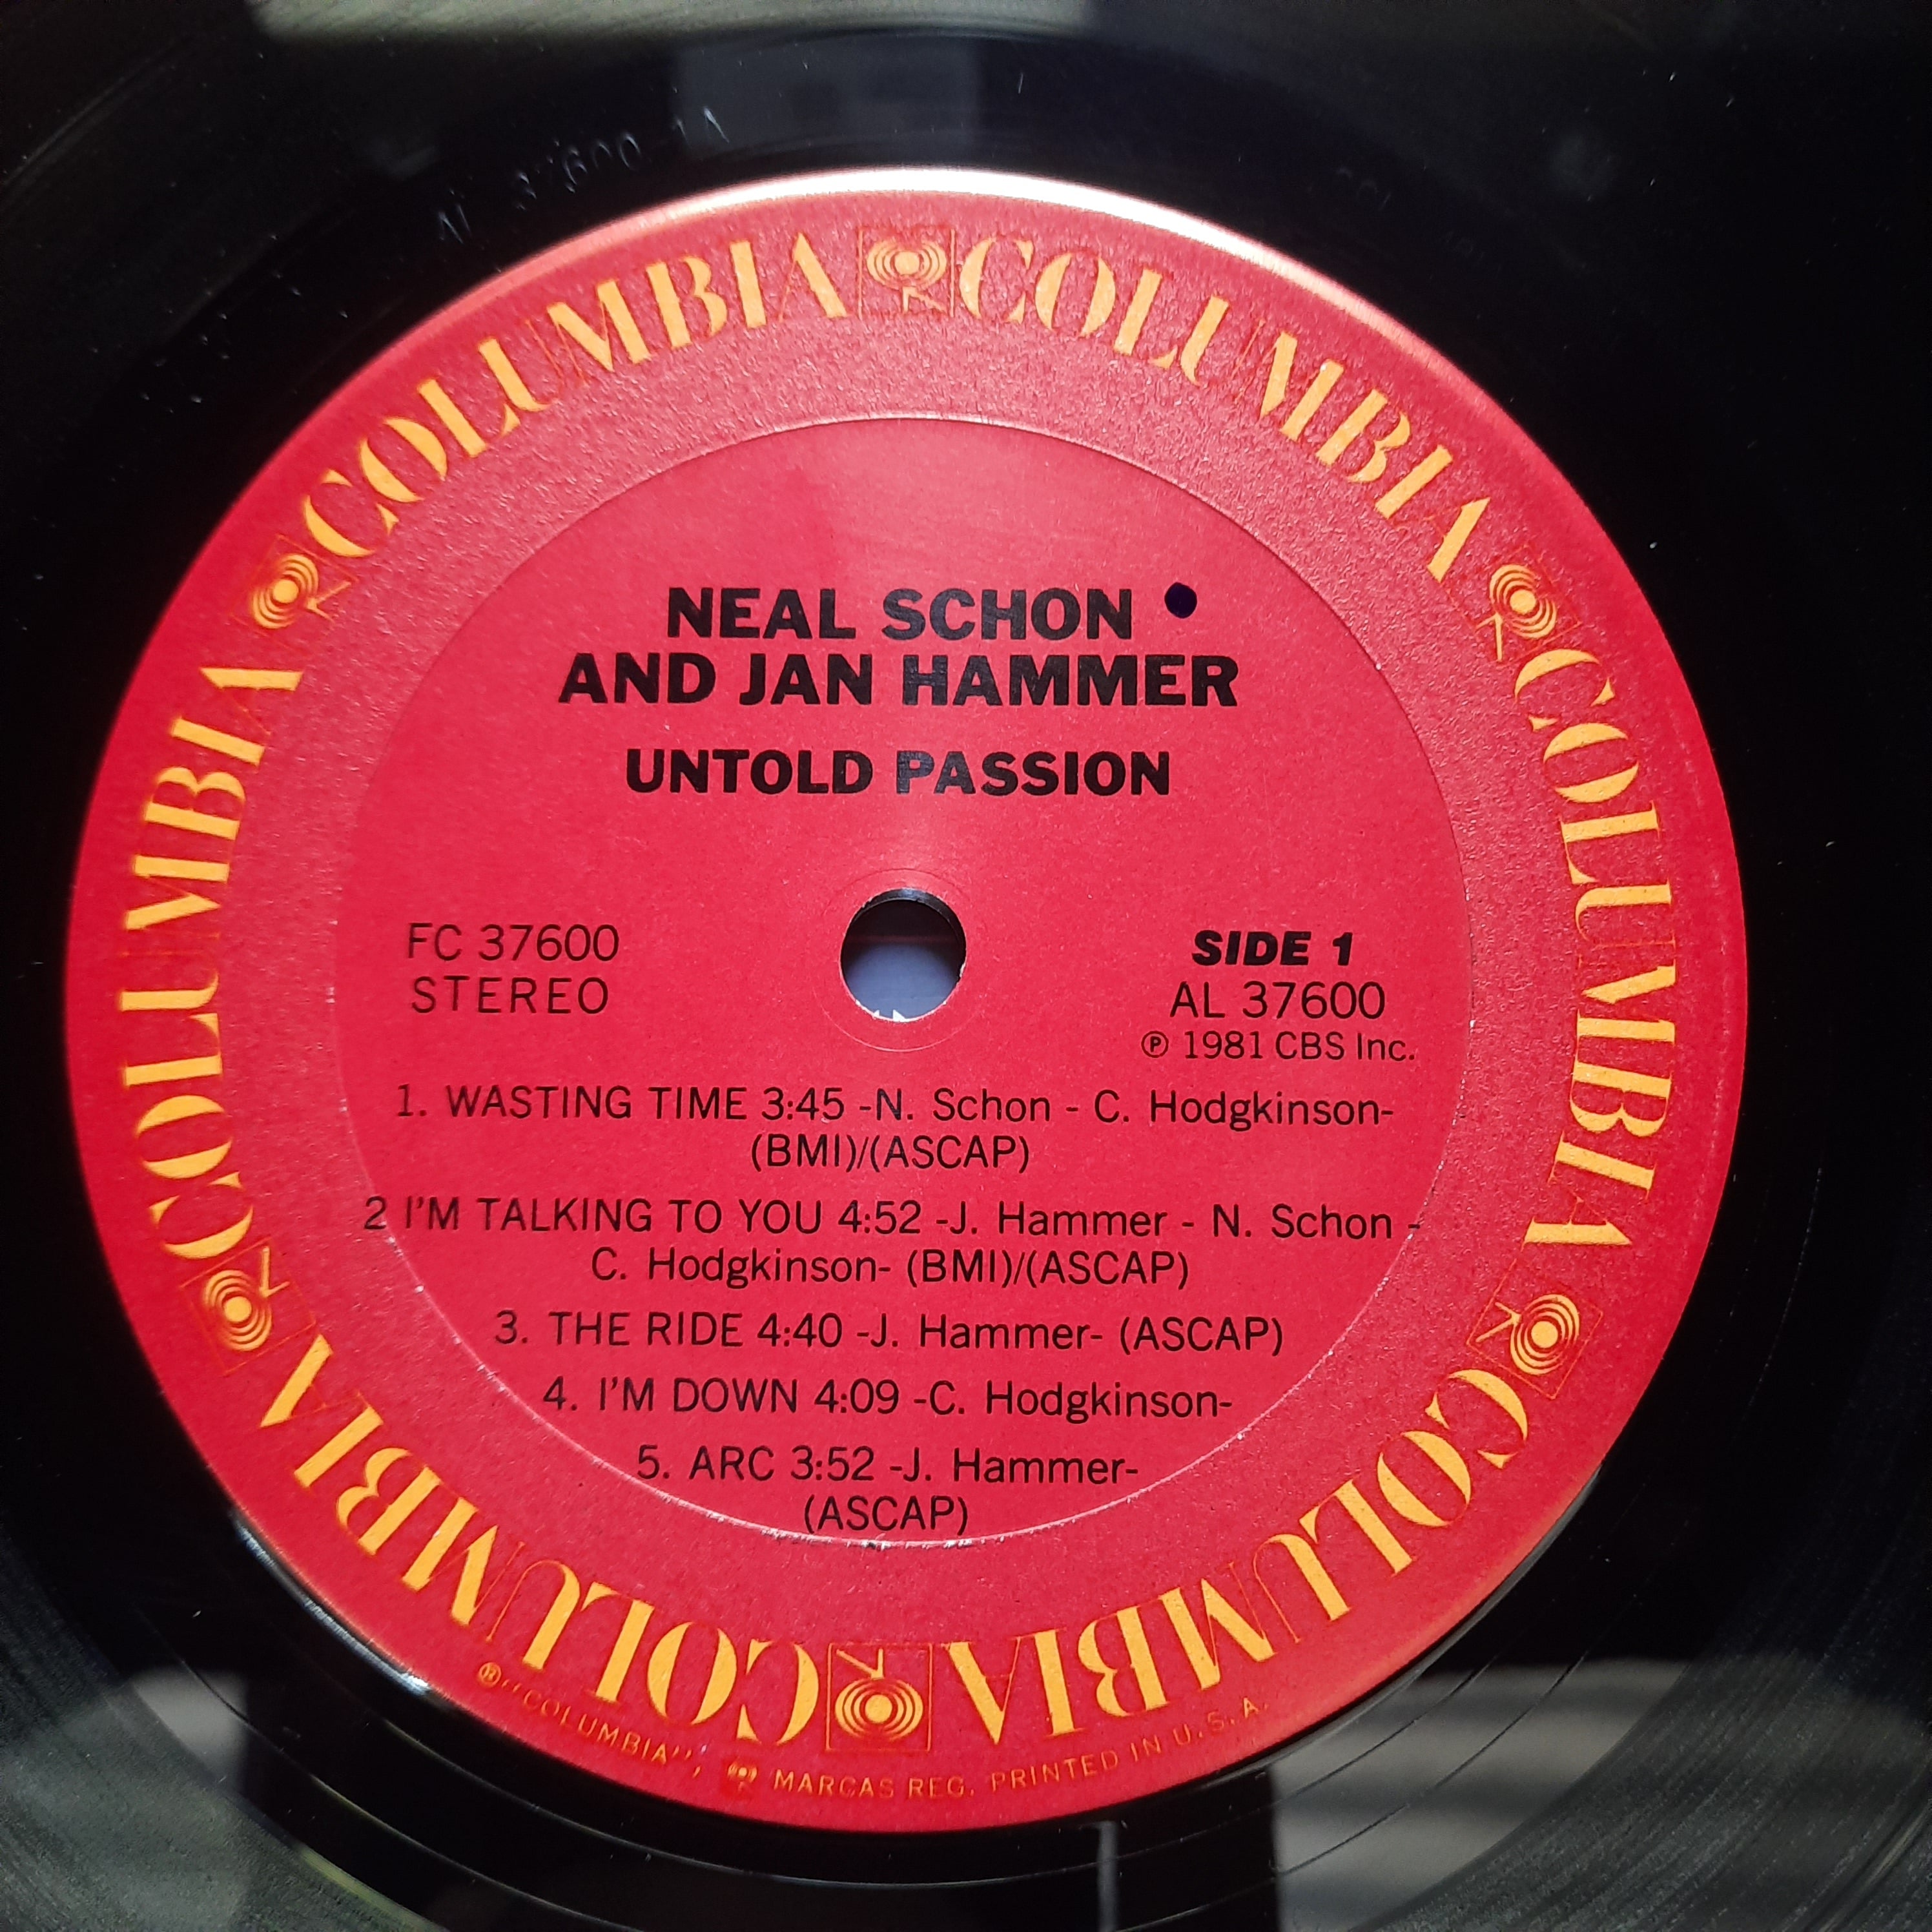 AL 37600-1A
COLUMBIA COLUMBIA COLUMBIA COLUMBIA COLUMBIA COLUMBIA
NEAL SCHON
AND JAN HAMMER
UNTOLD PASSION
FC 37600
STEREO
SIDE 1
AL 37600
Ⓟ 1981 CBS Inc.
1. WASTING TIME 3:45 -N. Schon - C. Hodgkinson-
(BMI)/(ASCAP)
2 I'M TALKING TO YOU 4:52 -J. Hammer - N. Schon -
C. Hodgkinson- (BMI)/(ASCAP)
3. THE RIDE 4:40 -J. Hammer- (ASCAP)
4. I'M DOWN 4:09 -C. Hodgkinson-
5. ARC 3:52 -J. Hammer-
(ASCAP)
"COLUMBIA", MARCAS REG. PRINTED IN U.S.A.